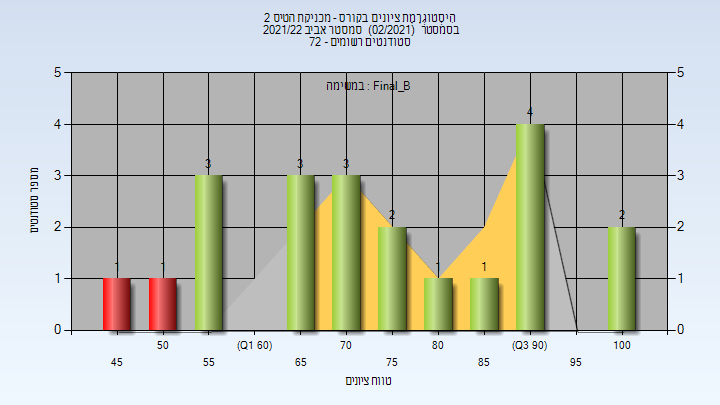 היסטוגרמת ציונים בקורס - מכניקת הטיס 2
בסמסטר (02/2021) סמסטר אביב 2021/22
סטודנטים רשומים - 72
במשימה : Final_B
5 5
4 4
3 3
2 2
1 1
0 0
1 1 3 3 3 2 1 1 4 2
מספר סטודנטים
50 (Q1 60) 70 80 (Q3 90) 100
45 55 65 75 85 95
טווח ציונים